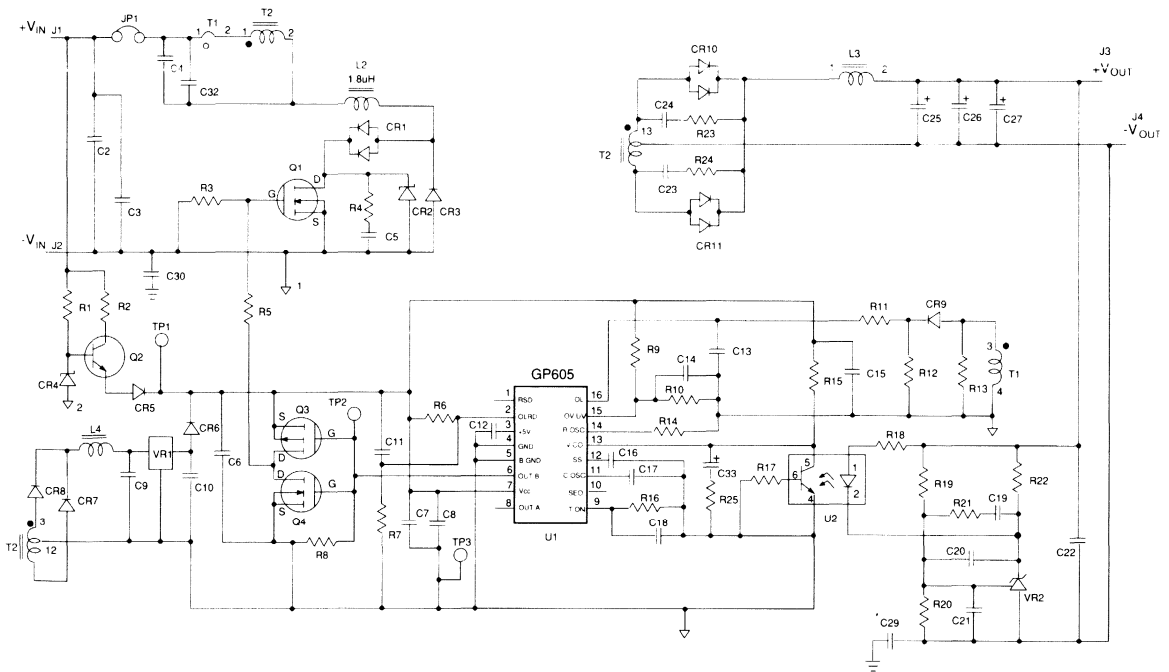 +VIN J1
JP1
T1
1 2
T2
1 2
C4
C32
L2
1 8uH
CR1
C2
C3
R3
Q1
G
D
S
R4
C5
CR2
CR3
-VIN J2
C30
1
CR10
C24
R23
13
T2
R24
C23
CR11
L3
1 2
J3
+VOUT
J4
-VOUT
C25
C26
C27
+
+
+
R1
R2
Q2
CR4
2
CR5
TP1
R5
L4
CR8
CR7
3
T2
12
C9
VR1
CR6
C10
C6
Q3
S
G
D
Q4
D
G
S
TP2
R8
C11
R7
R6
C12
C7
C8
TP3
GP605
1 RSD
2 OLRD
3 +5V
4 GND
5 B GND
6 OUT B
7 Vcc
8 OUT A
16 OL
15 OV UV
14 R OSC
13 V CO
12 SS
11 C OSC
10 SEO
9 T ON
U1
R9
C14
R10
R14
C13
C16
C17
R16
C18
C33
+
R25
R15
C15
R11
R12
CR9
R13
3
T1
4
R17
6
5
4
1
2
U2
R18
R19
R22
R21
C19
C20
R20
C21
VR2
C22
C29